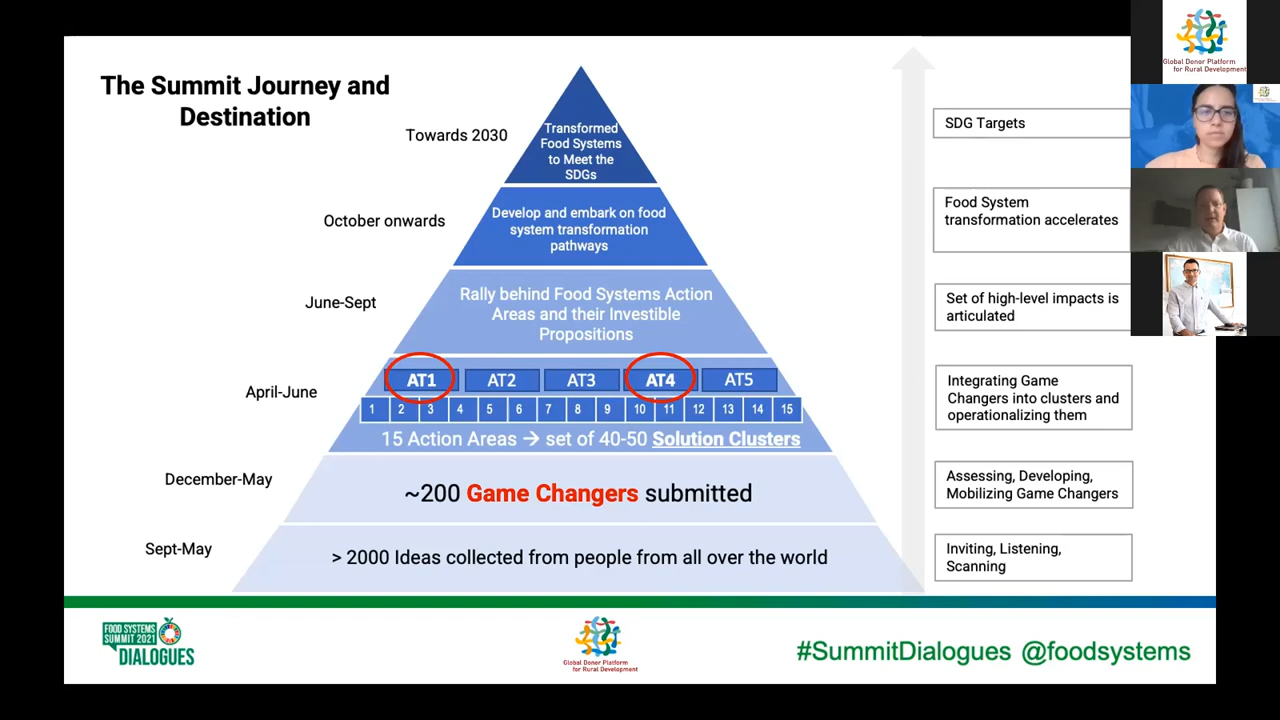 The Summit Journey and
Destination
Towards 2030
Transformed
Food Systems
to Meet the
SDGs
SDG Targets
October onwards
Develop and embark on food
system transformation
pathways
Food System
transformation accelerates
June-Sept
Rally behind Food Systems Action
Areas and their Investible
Propositions
Set of high-level impacts is
articulated
April-June
AT1 AT2 AT3 AT4 AT5
1 2 3 4 5 6 7 8 9 10 11 12 13 14 15
15 Action Areas → set of 40-50 Solution Clusters
Integrating Game
Changers into clusters and
operationalizing them
December-May
~200 Game Changers submitted
Assessing, Developing,
Mobilizing Game Changers
Sept-May
> 2000 Ideas collected from people from all over the world
Inviting, Listening,
Scanning
FOOD SYSTEMS
SUMMIT 2021
DIALOGUES
Global Donor Platform
for Rural Development
#SummitDialogues @foodsystems
Global Donor Platform
for Rural Development